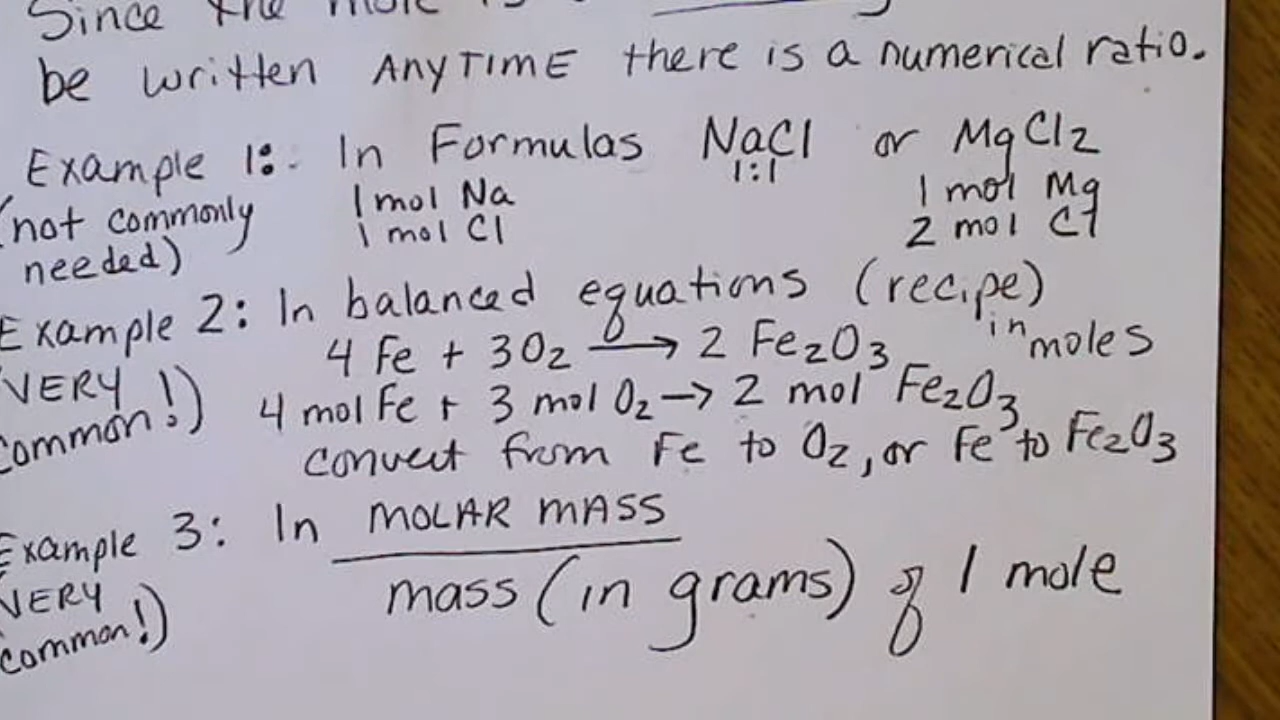 Since the mole is
be written ANYTIME there is a numerical ratio.
Example 1: In Formulas NaCl or MgCl2
1:1
(not commonly needed)
1 mol Na
1 mol Cl
1 mol Mg
2 mol Cl
Example 2: In balanced equations (recipe)
in moles
(VERY common!)
4 Fe + 3O2 → 2 Fe2O3
4 mol Fe + 3 mol O2 → 2 mol Fe2O3
convert from Fe to O2, or Fe to Fe2O3
Example 3: In MOLAR MASS
(VERY common!)
mass (in grams) of 1 mole